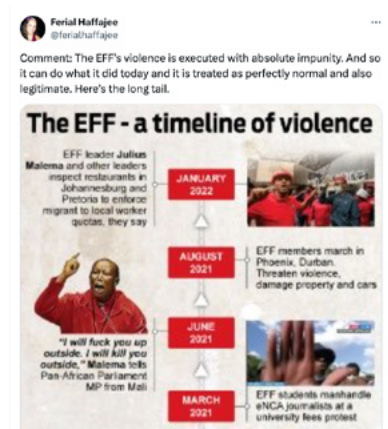 Ferial Haffajee
@ferialhaffajee
Comment: The EFF's violence is executed with absolute impunity. And so
it can do what it did today and it is treated as perfectly normal and also
legitimate. Here's the long tail.
The EFF - a timeline of violence
EFF leader Julius
Malema and other leaders
inspect restaurants in
Johannesburg and
Pretoria to enforce
migrant to local worker
quotas, they say
JANUARY
2022
AUGUST
2021
EFF members march in
Phoenix, Durban.
Threaten violence,
damage property and cars
JUNE
2021
"I will fuck you up
outside. I will kill you
outside," Malema tells
Pan-African Parliament
MP from Mali
MARCH
2021
EFF students manhandle
eNCA journalists at a
university fees protest